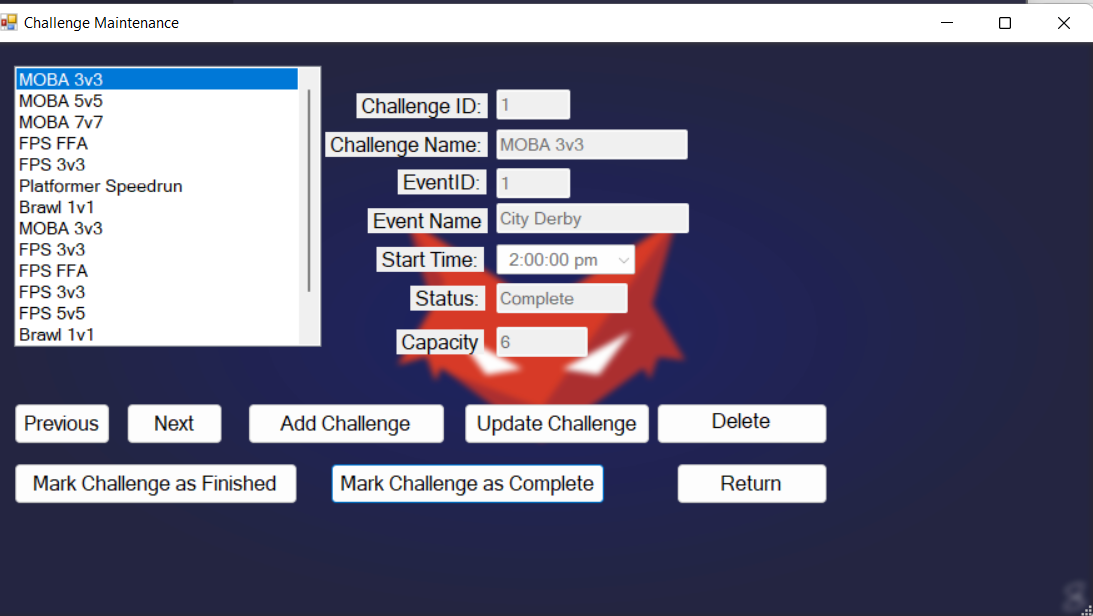 Challenge Maintenance
MOBA 3v3
MOBA 5v5
MOBA 7v7
FPS FFA
FPS 3v3
Platformer Speedrun
Brawl 1v1
MOBA 3v3
FPS 3v3
FPS FFA
FPS 3v3
FPS 5v5
Brawl 1v1
Challenge ID: 1
Challenge Name: MOBA 3v3
EventID: 1
Event Name City Derby
Start Time: 2:00:00 pm
Status: Complete
Capacity 6
Previous Next Add Challenge Update Challenge Delete
Mark Challenge as Finished Mark Challenge as Complete Return